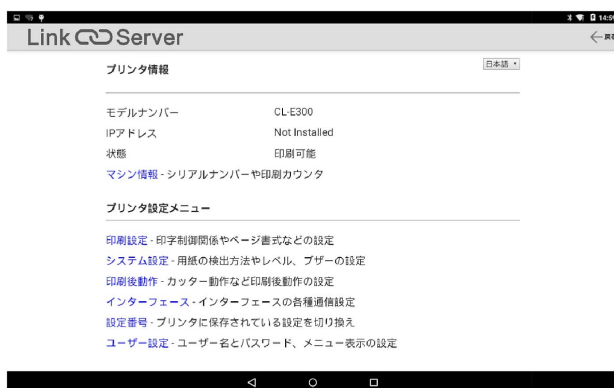 14:59
Link Server
戻る
プリンタ情報
日本語
モデルナンバー CL-E300
IPアドレス Not Installed
状態 印刷可能
マシン情報 - シリアルナンバーや印刷カウンタ
プリンタ設定メニュー
印刷設定 - 印字制御関係やページ書式などの設定
システム設定 - 用紙の検出方法やレベル、ブザーの設定
印刷後動作 - カッター動作など印刷後動作の設定
インターフェース - インターフェースの各種通信設定
設定番号 - プリンタに保存されている設定を切り換え
ユーザー設定 - ユーザー名とパスワード、メニュー表示の設定